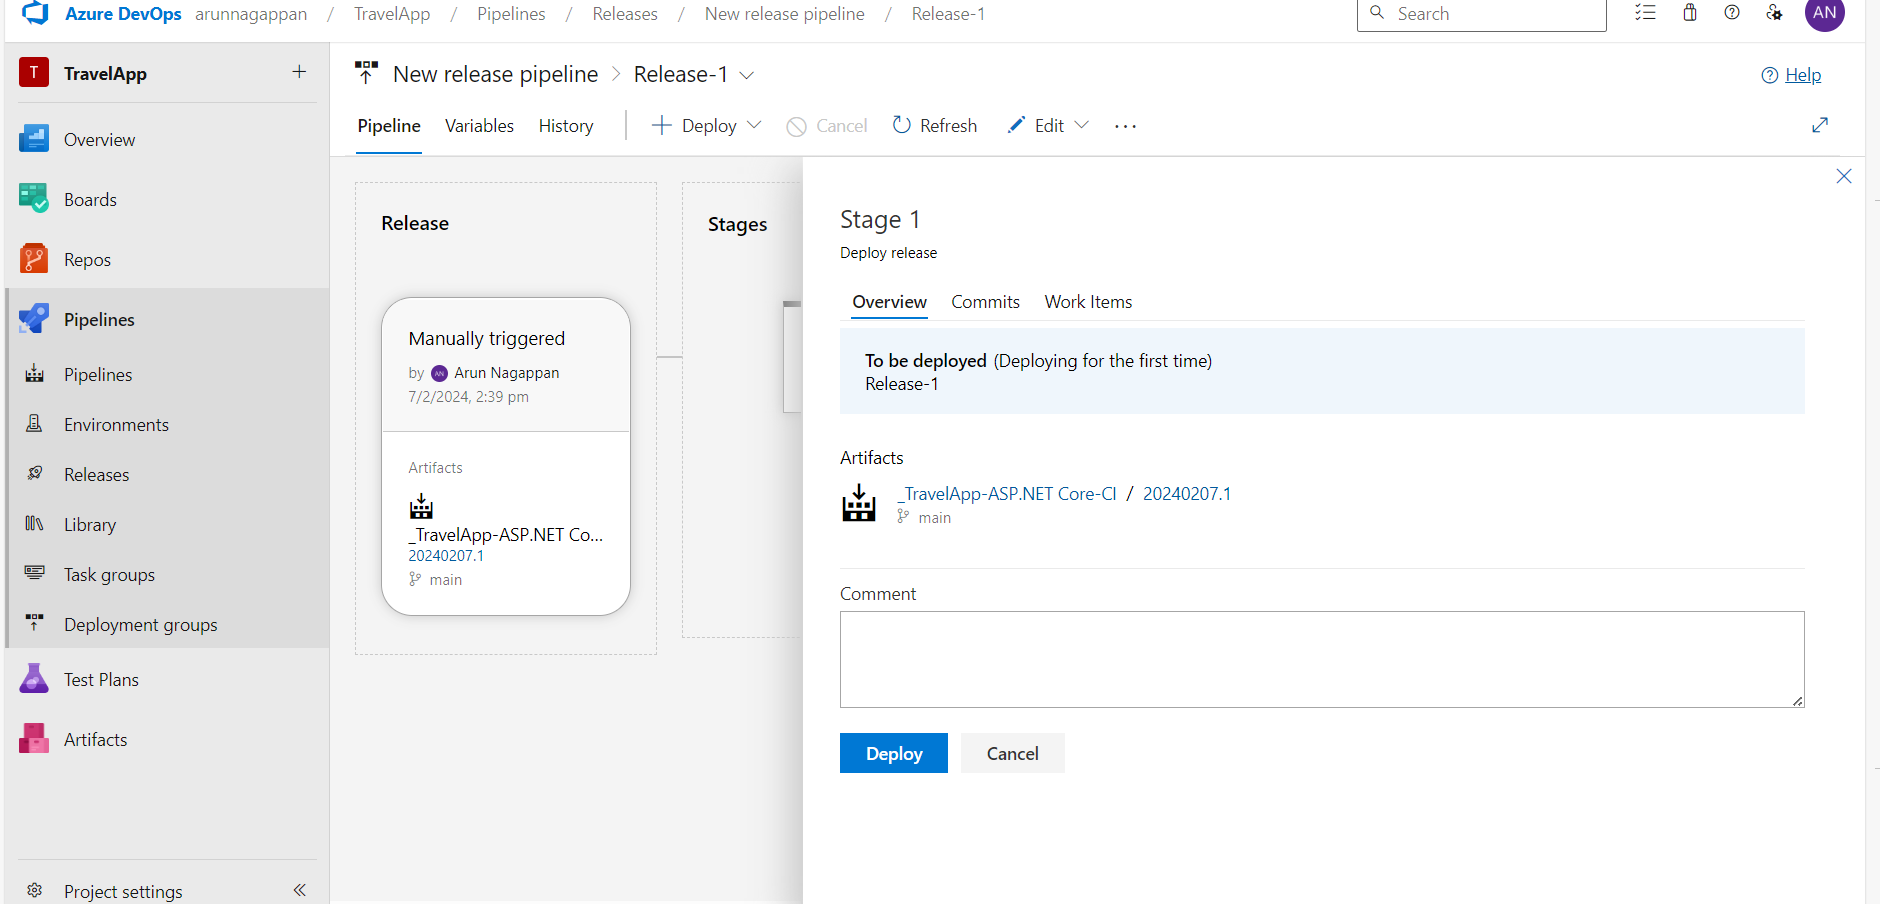 Azure DevOps arunnagappan / TravelApp / Pipelines / Releases / New release pipeline / Release-1
Search
AN
T TravelApp
New release pipeline > Release-1
Help
Pipeline Variables History Deploy Cancel Refresh Edit ...
Overview
Boards
Repos
Pipelines
Pipelines
Environments
Releases
Library
Task groups
Deployment groups
Test Plans
Artifacts
Project settings
Release
Manually triggered
by AN Arun Nagappan
7/2/2024, 2:39 pm
Artifacts
_TravelApp-ASP.NET Co...
20240207.1
main
Stages
Stage 1
Deploy release
Overview Commits Work Items
To be deployed (Deploying for the first time)
Release-1
Artifacts
_TravelApp-ASP.NET Core-CI / 20240207.1
main
Comment
Deploy Cancel